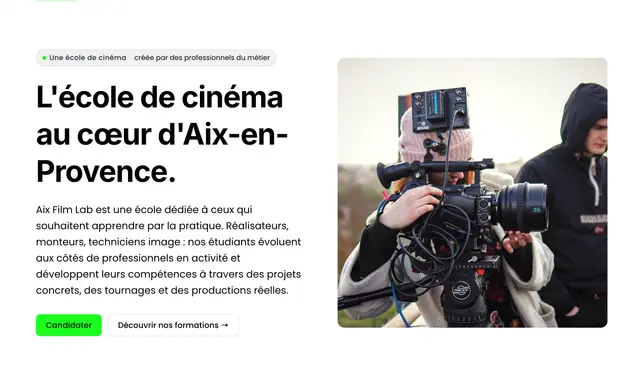 Une école de cinéma créée par des professionnels du métier
L'école de cinéma
au cœur d'Aix-en-
Provence.
Aix Film Lab est une école dédiée à ceux qui
souhaitent apprendre par la pratique. Réalisateurs,
monteurs, techniciens image : nos étudiants évoluent
aux côtés de professionnels en activité et
développent leurs compétences à travers des projets
concrets, des tournages et des productions réelles.
Candidater
Découvrir nos formations →
35